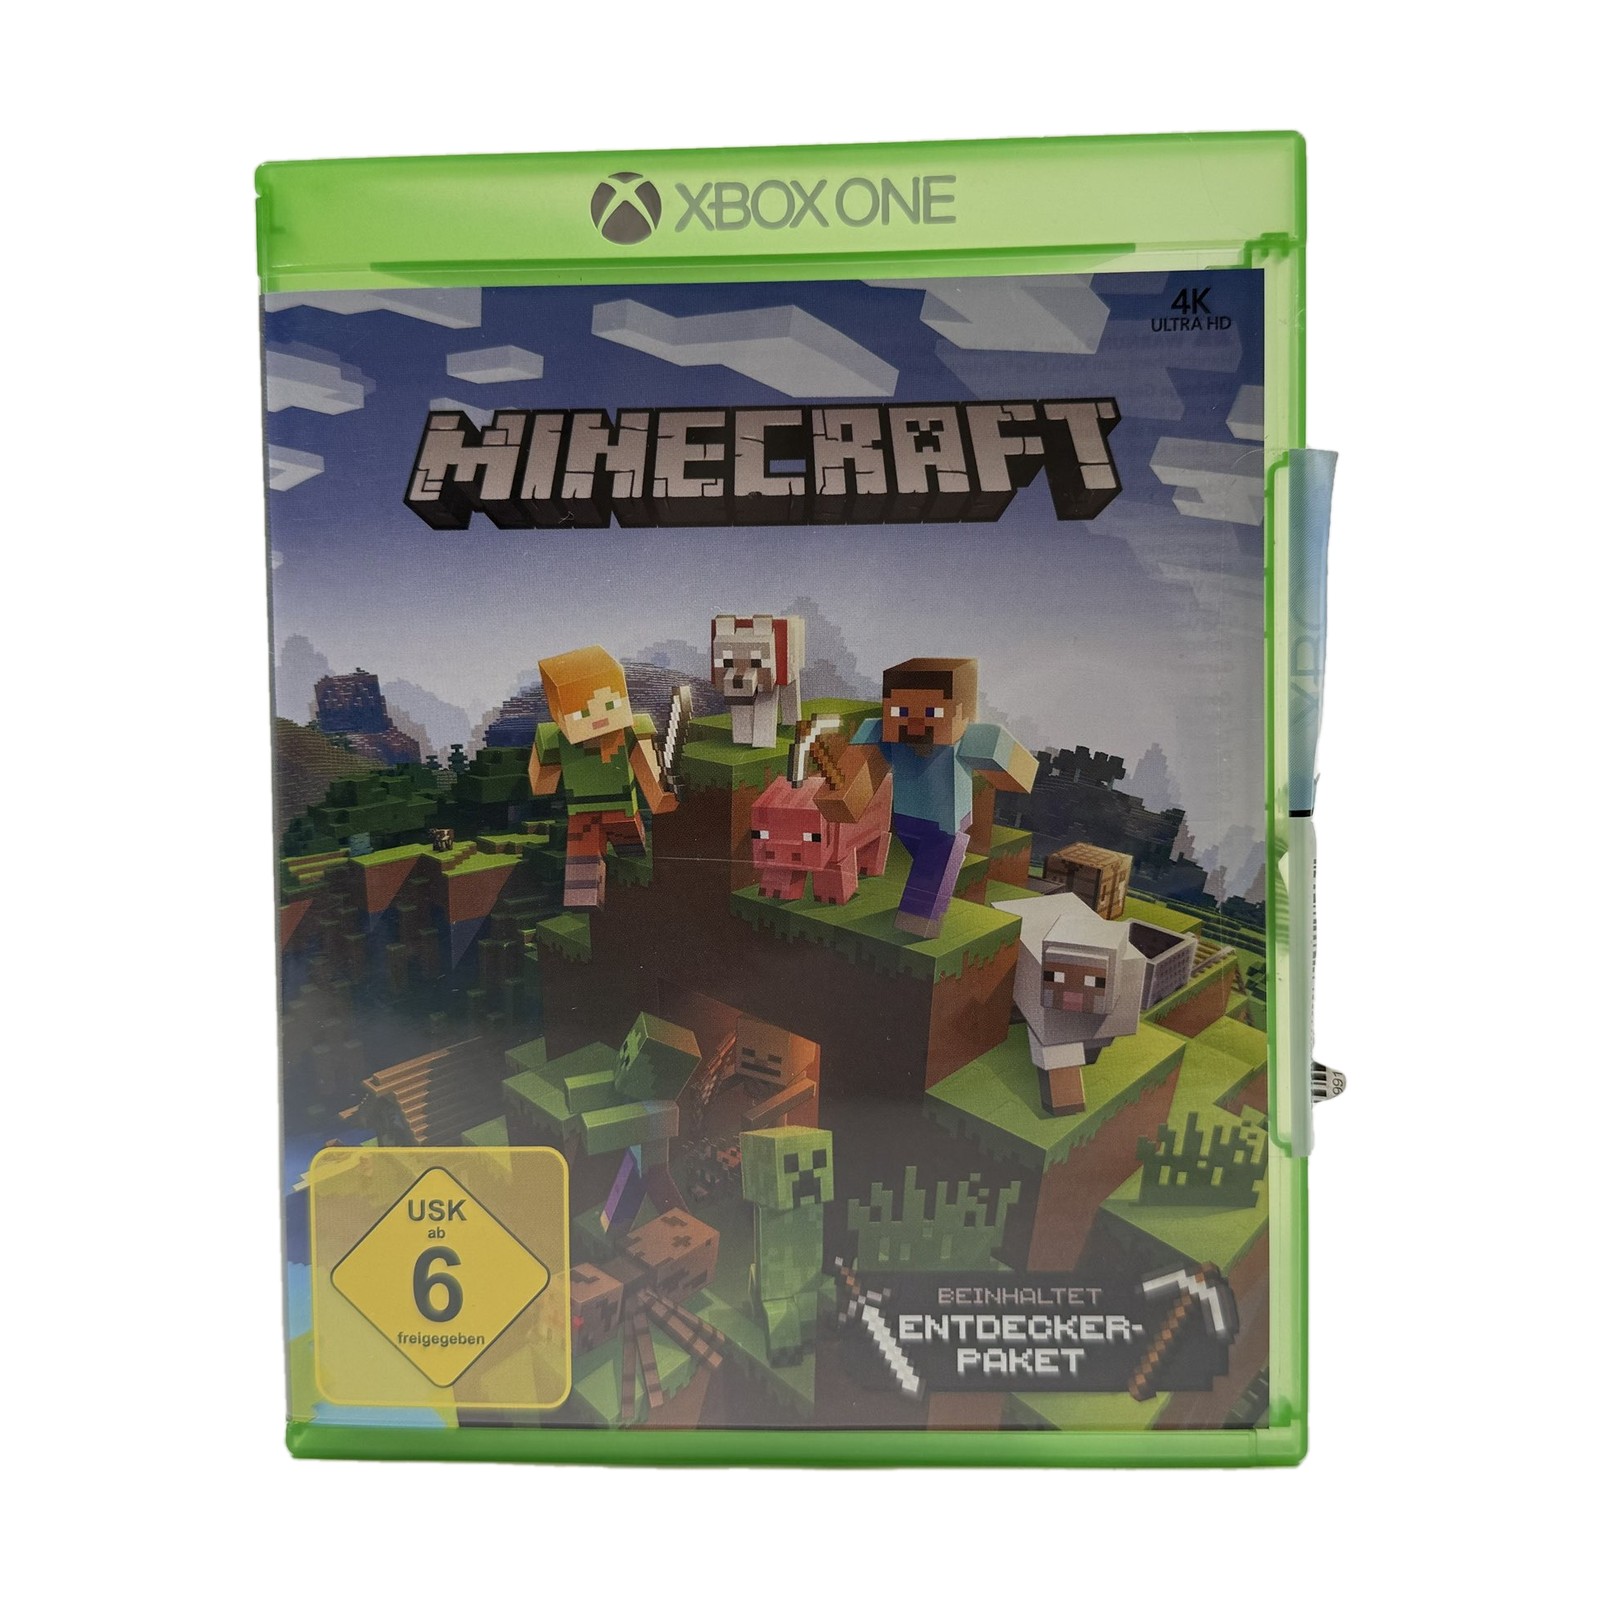 XBOX ONE
4K
ULTRA HD
MINECRAFT
USK
ab
6
freigegeben
BEINHALTET
ENTDECKER-
PAKET